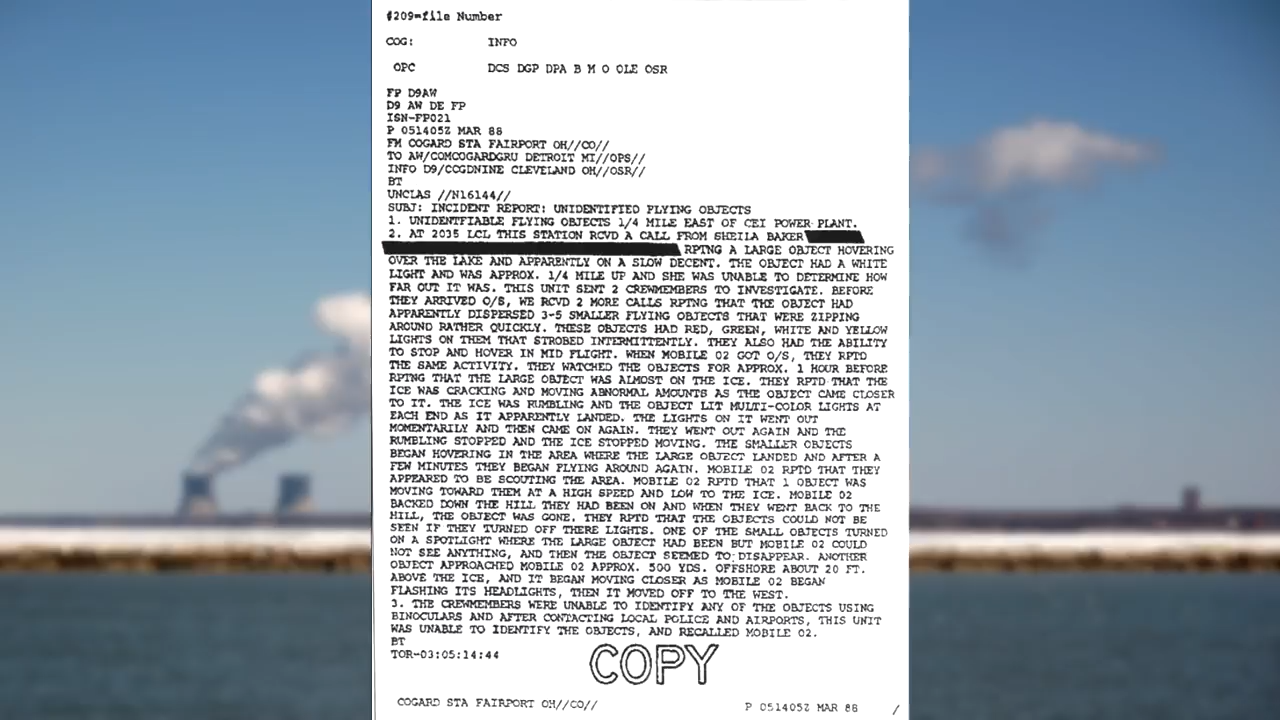 #209=file Number
COG: INFO
OPC DCS DGP DPA B M O OLE OSR
FP D9AW
D9 AW DE FP
ISN-FP021
P 051405Z MAR 88
FM COGARD STA FAIRPORT OH//CO//
TO AW/COMCOGARDGRU DETROIT MI//OPS//
INFO D9/CCGDNINE CLEVELAND OH//OSR//
BT
UNCLAS //N16144//
SUBJ: INCIDENT REPORT: UNIDENTIFIED FLYING OBJECTS
1. UNIDENTFIABLE FLYING OBJECTS 1/4 MILE EAST OF CEI POWER PLANT.
2. AT 2035 LCL THIS STATION RCVD A CALL FROM SHEILA BAKER
RPTNG A LARGE OBJECT HOVERING
OVER THE LAKE AND APPARENTLY ON A SLOW DECENT. THE OBJECT HAD A WHITE
LIGHT AND WAS APPROX. 1/4 MILE UP AND SHE WAS UNABLE TO DETERMINE HOW
FAR OUT IT WAS. THIS UNIT SENT 2 CREWMEMBERS TO INVESTIGATE. BEFORE
THEY ARRIVED O/S, WE RCVD 2 MORE CALLS RPTNG THAT THE OBJECT HAD
APPARENTLY DISPERSED 3-5 SMALLER FLYING OBJECTS THAT WERE ZIPPING
AROUND RATHER QUICKLY. THESE OBJECTS HAD RED, GREEN, WHITE AND YELLOW
LIGHTS ON THEM THAT STROBED INTERMITTENTLY. THEY ALSO HAD THE ABILITY
TO STOP AND HOVER IN MID FLIGHT. WHEN MOBILE 02 GOT O/S, THEY RPTD
THE SAME ACTIVITY. THEY WATCHED THE OBJECTS FOR APPROX. 1 HOUR BEFORE
RPTNG THAT THE LARGE OBJECT WAS ALMOST ON THE ICE. THEY RPTD THAT THE
ICE WAS CRACKING AND MOVING ABNORMAL AMOUNTS AS THE OBJECT CAME CLOSER
TO IT. THE ICE WAS RUMBLING AND THE OBJECT LIT MULTI-COLOR LIGHTS AT
EACH END AS IT APPARENTLY LANDED. THE LIGHTS ON IT WENT OUT
MOMENTARILY AND THEN CAME ON AGAIN. THEY WENT OUT AGAIN AND THE
RUMBLING STOPPED AND THE ICE STOPPED MOVING. THE SMALLER OBJECTS
BEGAN HOVERING IN THE AREA WHERE THE LARGE OBJECT LANDED AND AFTER A
FEW MINUTES THEY BEGAN FLYING AROUND AGAIN. MOBILE 02 RPTD THAT THEY
APPEARED TO BE SCOUTING THE AREA. MOBILE 02 RPTD THAT 1 OBJECT WAS
MOVING TOWARD THEM AT A HIGH SPEED AND LOW TO THE ICE. MOBILE 02
BACKED DOWN THE HILL THEY HAD BEEN ON AND WHEN THEY WENT BACK TO THE
HILL, THE OBJECT WAS GONE. THEY RPTD THAT THE OBJECTS COULD NOT BE
SEEN IF THEY TURNED OFF THERE LIGHTS. ONE OF THE SMALL OBJECTS TURNED
ON A SPOTLIGHT WHERE THE LARGE OBJECT HAD BEEN BUT MOBILE 02 COULD
NOT SEE ANYTHING, AND THEN THE OBJECT SEEMED TO DISAPPEAR. ANOTHER
OBJECT APPROACHED MOBILE 02 APPROX. 500 YDS. OFFSHORE ABOUT 20 FT.
ABOVE THE ICE, AND IT BEGAN MOVING CLOSER AS MOBILE 02 BEGAN
FLASHING ITS HEADLIGHTS, THEN IT MOVED OFF TO THE WEST.
3. THE CREWMEMBERS WERE UNABLE TO IDENTIFY ANY OF THE OBJECTS USING
BINOCULARS AND AFTER CONTACTING LOCAL POLICE AND AIRPORTS, THIS UNIT
WAS UNABLE TO IDENTIFY THE OBJECTS, AND RECALLED MOBILE 02.
BT
TOR-03:05:14:44
COPY
COGARD STA FAIRPORT OH//CO// P 051405Z MAR 88 /